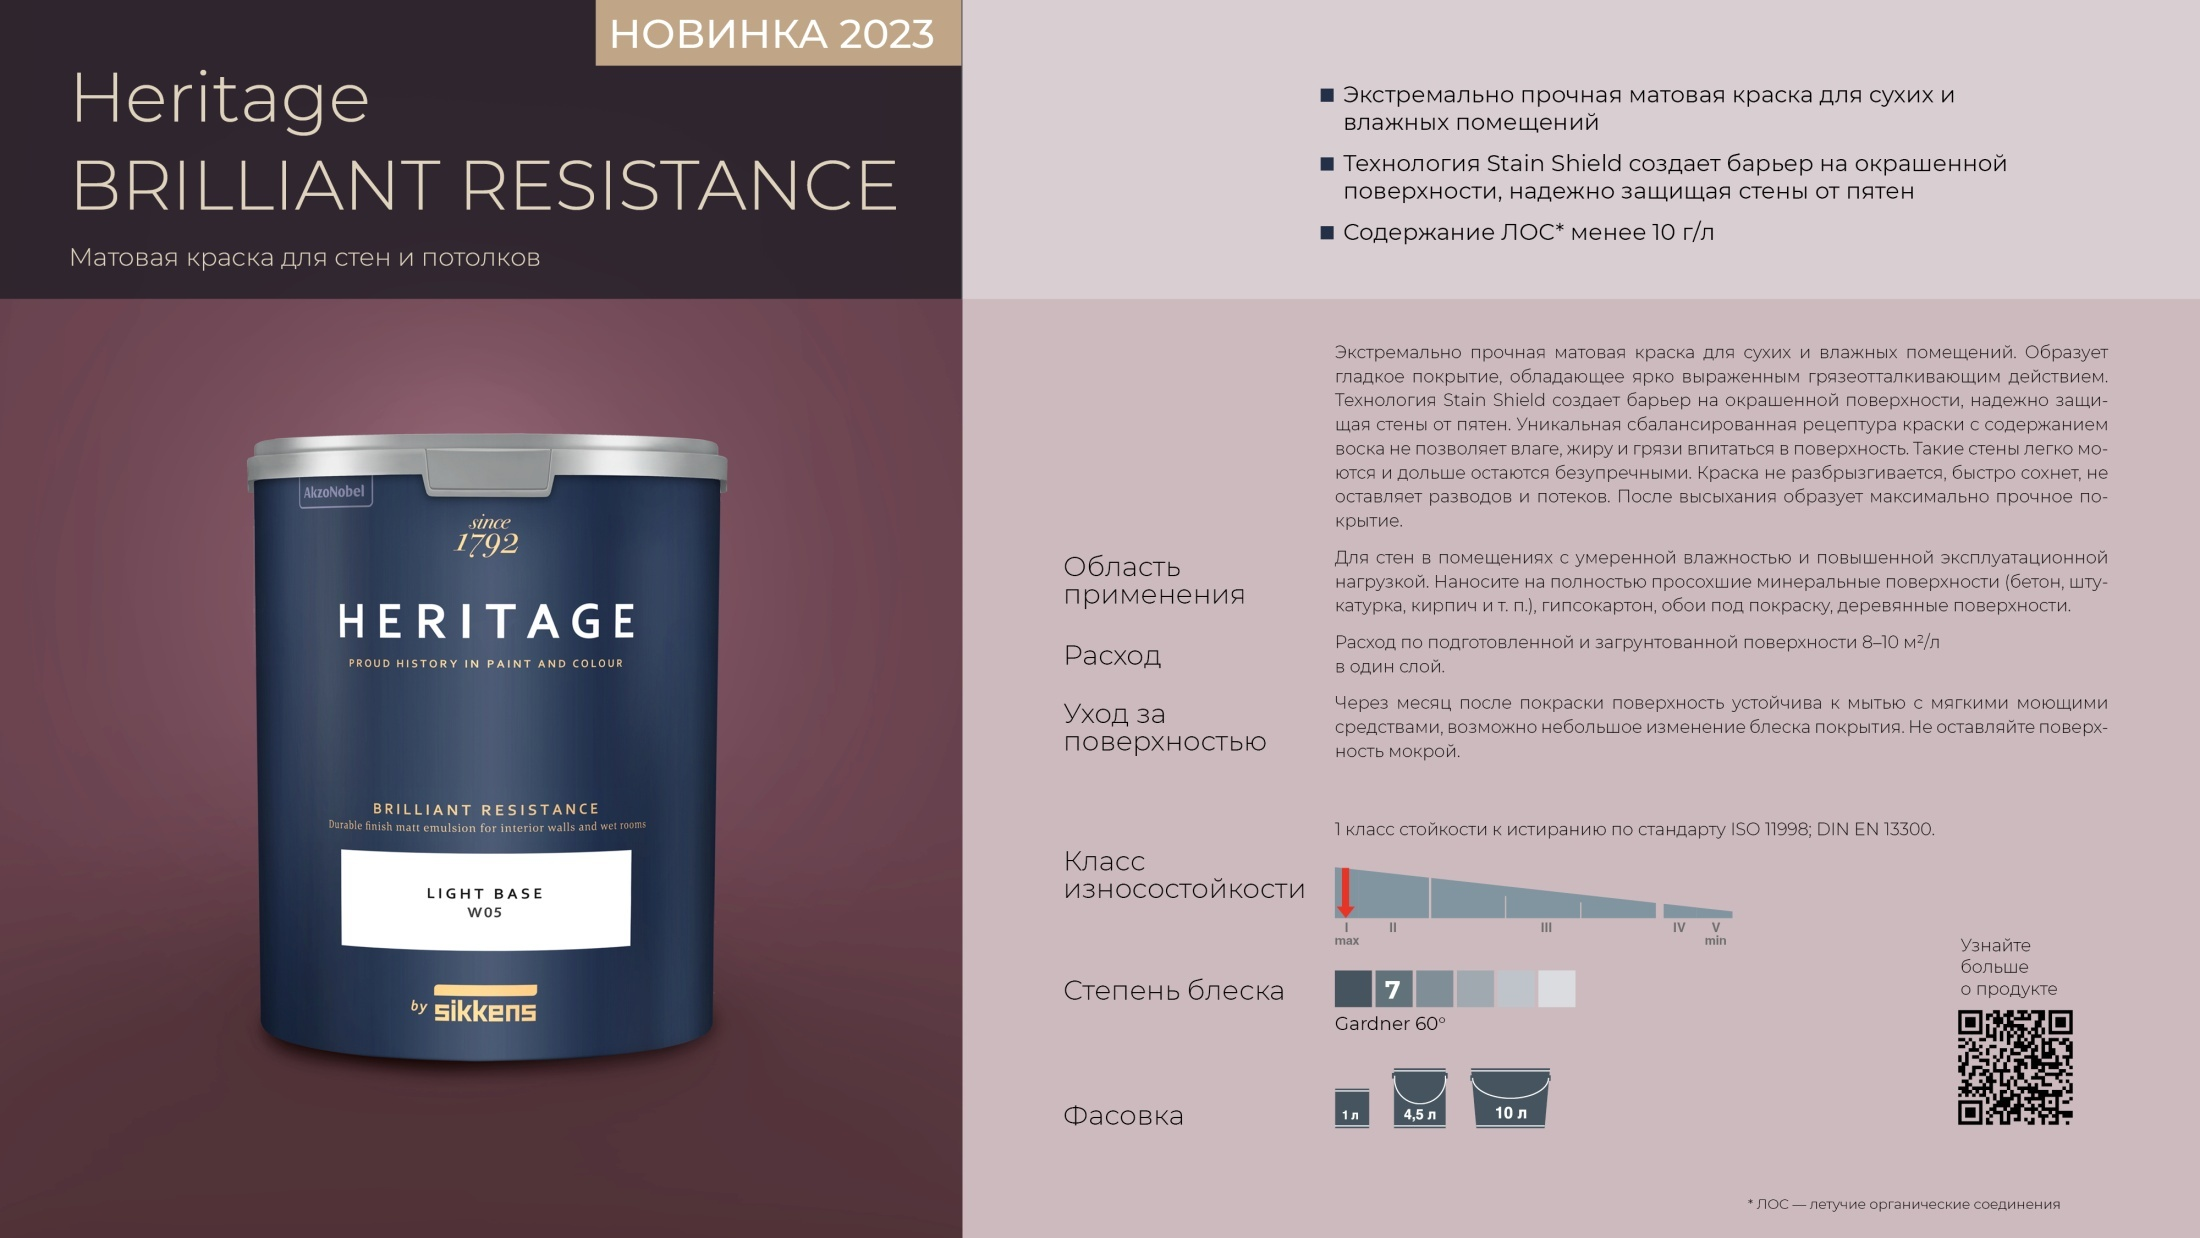 НОВИНКА 2023
Heritage
BRILLIANT RESISTANCE
Матовая краска для стен и потолков
AkzoNobel
since
1792
HERITAGE
PROUD HISTORY IN PAINT AND COLOUR
BRILLIANT RESISTANCE
Durable finish matt emulsion for interior walls and wet rooms
LIGHT BASE
W05
by sikkens
Экстремально прочная матовая краска для сухих и
влажных помещений
Технология Stain Shield создает барьер на окрашенной
поверхности, надежно защищая стены от пятен
Содержание ЛОС* менее 10 г/л
Экстремально прочная матовая краска для сухих и влажных помещений. Образует
гладкое покрытие, обладающее ярко выраженным грязеотталкивающим действием.
Технология Stain Shield создает барьер на окрашенной поверхности, надежно защи-
щая стены от пятен. Уникальная сбалансированная рецептура краски с содержанием
воска не позволяет влаге, жиру и грязи впитаться в поверхность. Такие стены легко мо-
ются и дольше остаются безупречными. Краска не разбрызгивается, быстро сохнет, не
оставляет разводов и потеков. После высыхания образует максимально прочное по-
крытие.
Область
применения
Для стен в помещениях с умеренной влажностью и повышенной эксплуатационной
нагрузкой. Наносите на полностью просохшие минеральные поверхности (бетон, шту-
катурка, кирпич и т. п.), гипсокартон, обои под покраску, деревянные поверхности.
Расход
Расход по подготовленной и загрунтованной поверхности 8–10 м²/л
в один слой.
Уход за
поверхностью
Через месяц после покраски поверхность устойчива к мытью с мягкими моющими
средствами, возможно небольшое изменение блеска покрытия. Не оставляйте поверх-
ность мокрой.
Класс
износостойкости
1 класс стойкости к истиранию по стандарту ISO 11998; DIN EN 13300.
I II III IV V
max min
Степень блеска
7
Gardner 60°
Фасовка
1 л 4,5 л 10 л
Узнайте
больше
о продукте
* ЛОС — летучие органические соединения